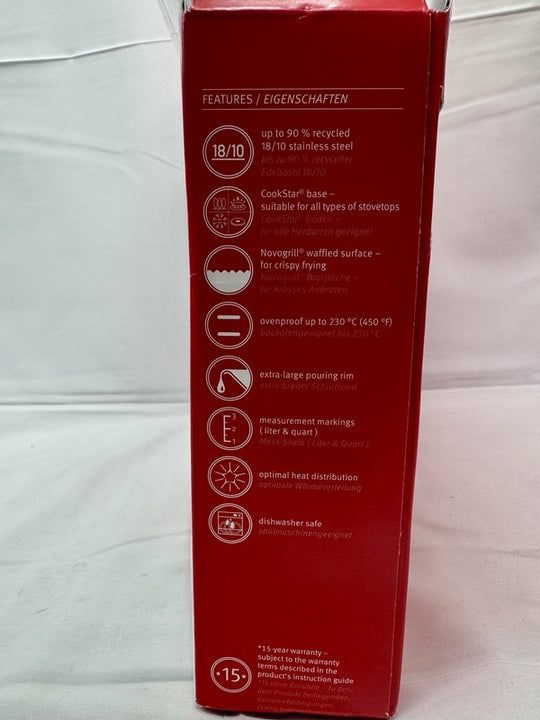 FEATURES / EIGENSCHAFTEN
18/10
up to 90 % recycled
18/10 stainless steel
bis zu 90 % recycelter
Edelstahl 18/10
CookStar® base –
suitable for all types of stovetops
CookStar® Boden –
für alle Herdarten geeignet
Novogrill® waffled surface –
for crispy frying
Novogrill® Bratfläche –
für krosses Anbraten
ovenproof up to 230 °C (450 °F)
backofengeeignet bis 230 °C
extra-large pouring rim
extra breiter Schüttrand
3
2
1
measurement markings
( liter & quart )
Mess-Skala ( Liter & Quart )
optimal heat distribution
optimale Wärmeverteilung
dishwasher safe
spülmaschinengeeignet
•15•
*15-year warranty –
subject to the warranty
terms described in the
product's instruction guide
*15 Jahre Garantie – zu den,
dem Produkt beiliegenden,
Garantiebedingungen